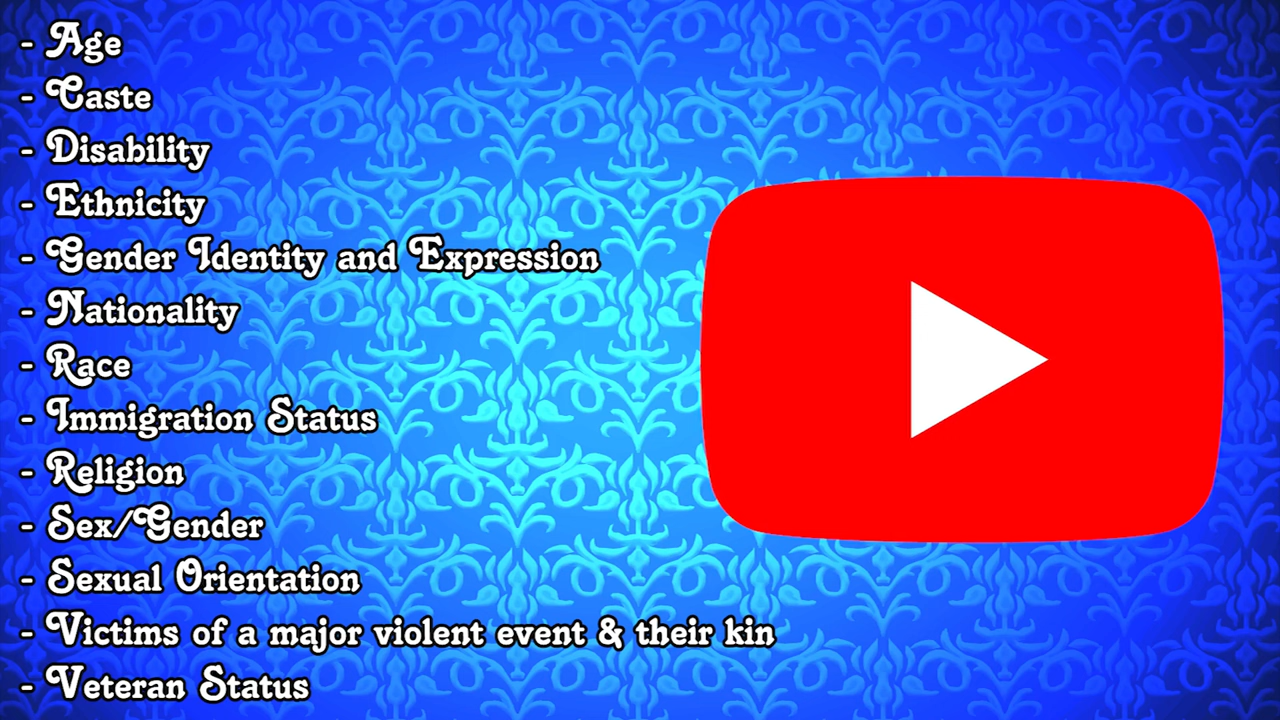 - Age
- Caste
- Disability
- Ethnicity
- Gender Identity and Expression
- Nationality
- Race
- Immigration Status
- Religion
- Sex/Gender
- Sexual Orientation
- Victims of a major violent event & their kin
- Veteran Status